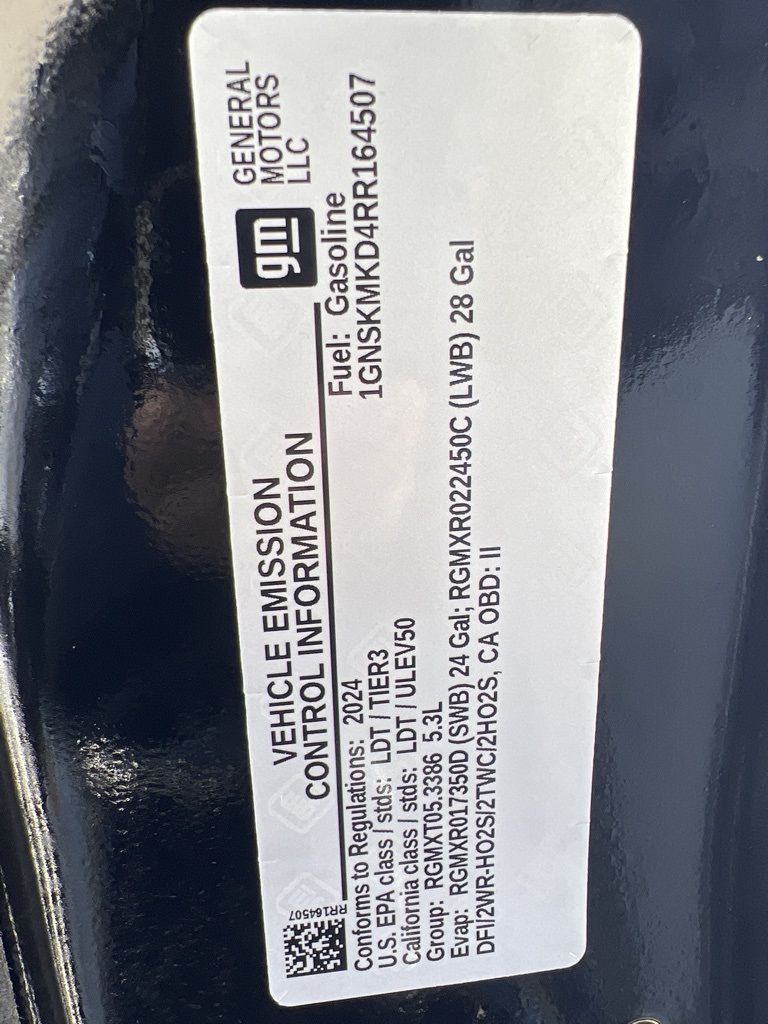 VEHICLE EMISSION
CONTROL INFORMATION
gm
GENERAL
MOTORS
LLC
RR164507
Fuel: Gasoline
1GNSKMKD4RR164507
Conforms to Regulations: 2024
U.S. EPA class / stds: LDT / TIER3
California class / stds: LDT / ULEV50
Group: RGMXT05.3386 5.3L
Evap: RGMXR017350D (SWB) 24 Gal; RGMXR022450C (LWB) 28 Gal
DFI/2WR-HO2S/2TWC/2HO2S, CA OBD: II